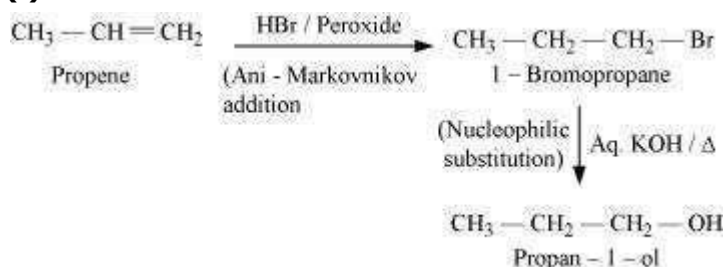 CH₃ — CH = CH₂
HBr / Peroxide
CH₃ — CH₂ — CH₂ — Br
Propene
(Ani - Markovnikov
addition
1 – Bromopropane
(Nucleophilic
substitution)
Aq. KOH / Δ
CH₃ — CH₂ — CH₂ — OH
Propan – 1 – ol